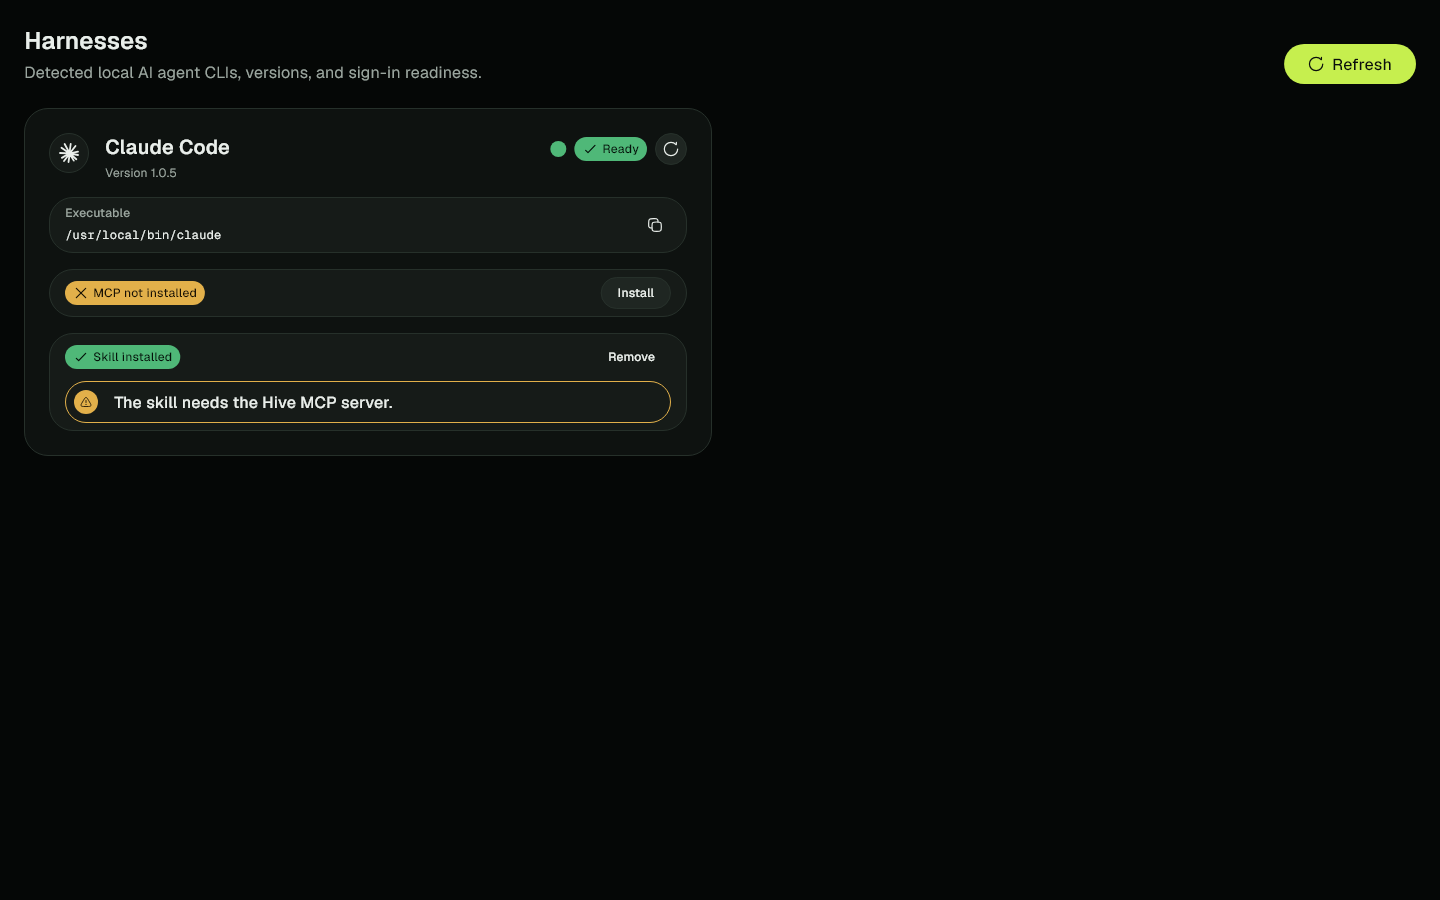 Harnesses
Detected local AI agent CLIs, versions, and sign-in readiness.
Refresh
Claude Code
Version 1.0.5
Ready
Executable
/usr/local/bin/claude
MCP not installed
Install
Skill installed
Remove
The skill needs the Hive MCP server.